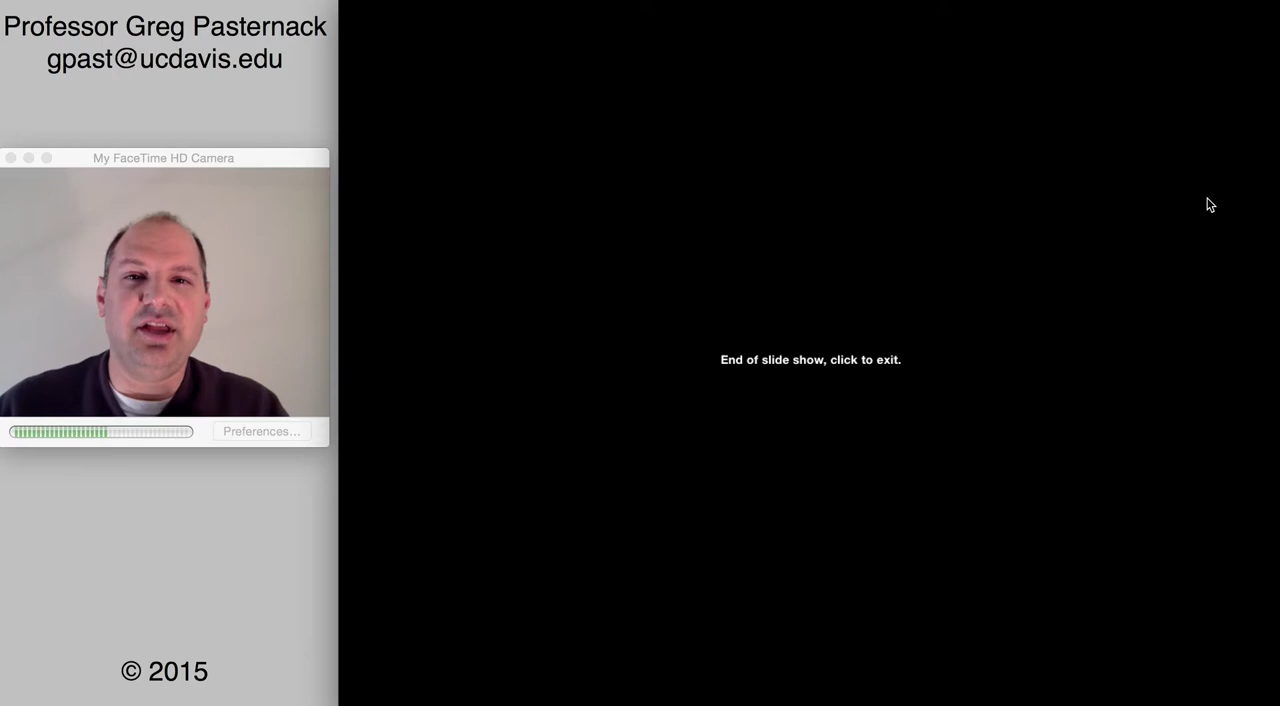 Professor Greg Pasternack
gpast@ucdavis.edu
My FaceTime HD Camera
Preferences...
© 2015
End of slide show, click to exit.